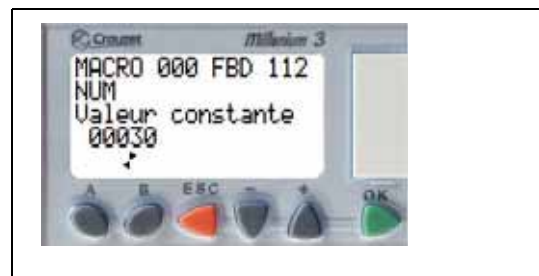 Crouzet Millenium 3
MACRO 000 FBD 112
NUM
Valeur constante
00030
A B ESC - +
OK